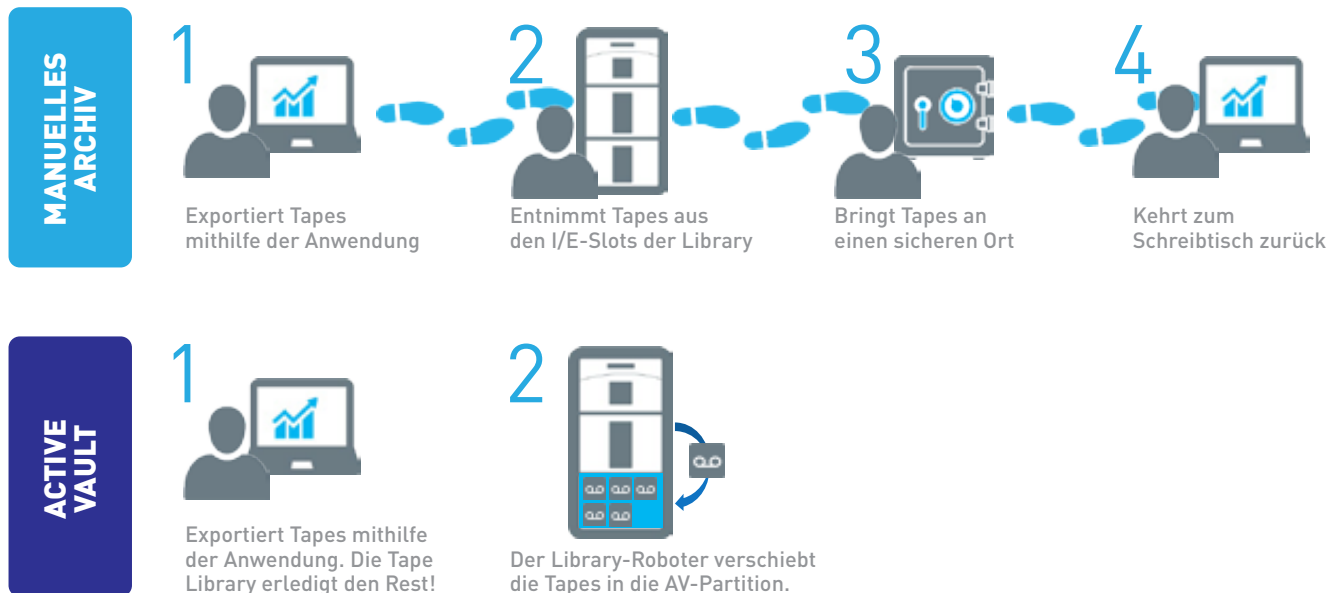 MANUELLES
ARCHIV
1
2
3
4
Exportiert Tapes
mithilfe der Anwendung
Entnimmt Tapes aus
den I/E-Slots der Library
Bringt Tapes an
einen sicheren Ort
Kehrt zum
Schreibtisch zurück
ACTIVE
VAULT
1
2
Exportiert Tapes mithilfe
der Anwendung. Die Tape
Library erledigt den Rest!
Der Library-Roboter verschiebt
die Tapes in die AV-Partition.